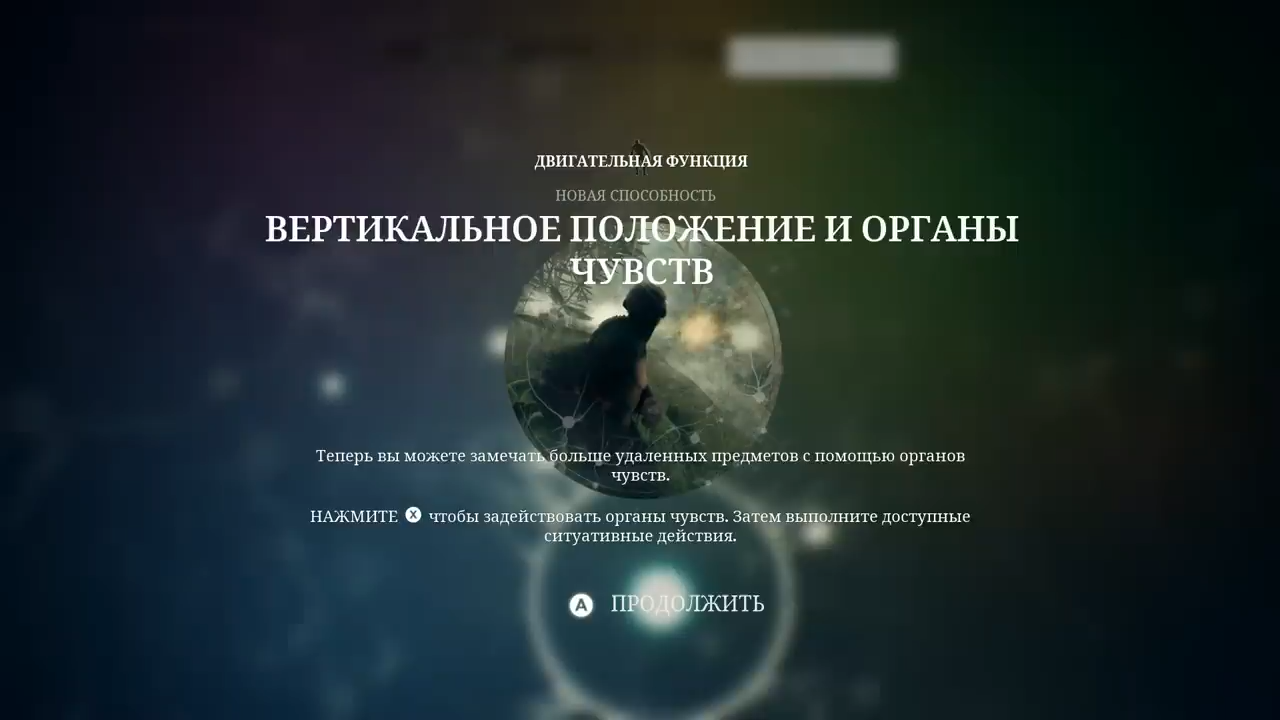 ДВИГАТЕЛЬНАЯ ФУНКЦИЯ
НОВАЯ СПОСОБНОСТЬ
ВЕРТИКАЛЬНОЕ ПОЛОЖЕНИЕ И ОРГАНЫ
ЧУВСТВ
Теперь вы можете замечать больше удаленных предметов с помощью органов
чувств.
НАЖМИТЕ X чтобы задействовать органы чувств. Затем выполните доступные
ситуативные действия.
A ПРОДОЛЖИТЬ